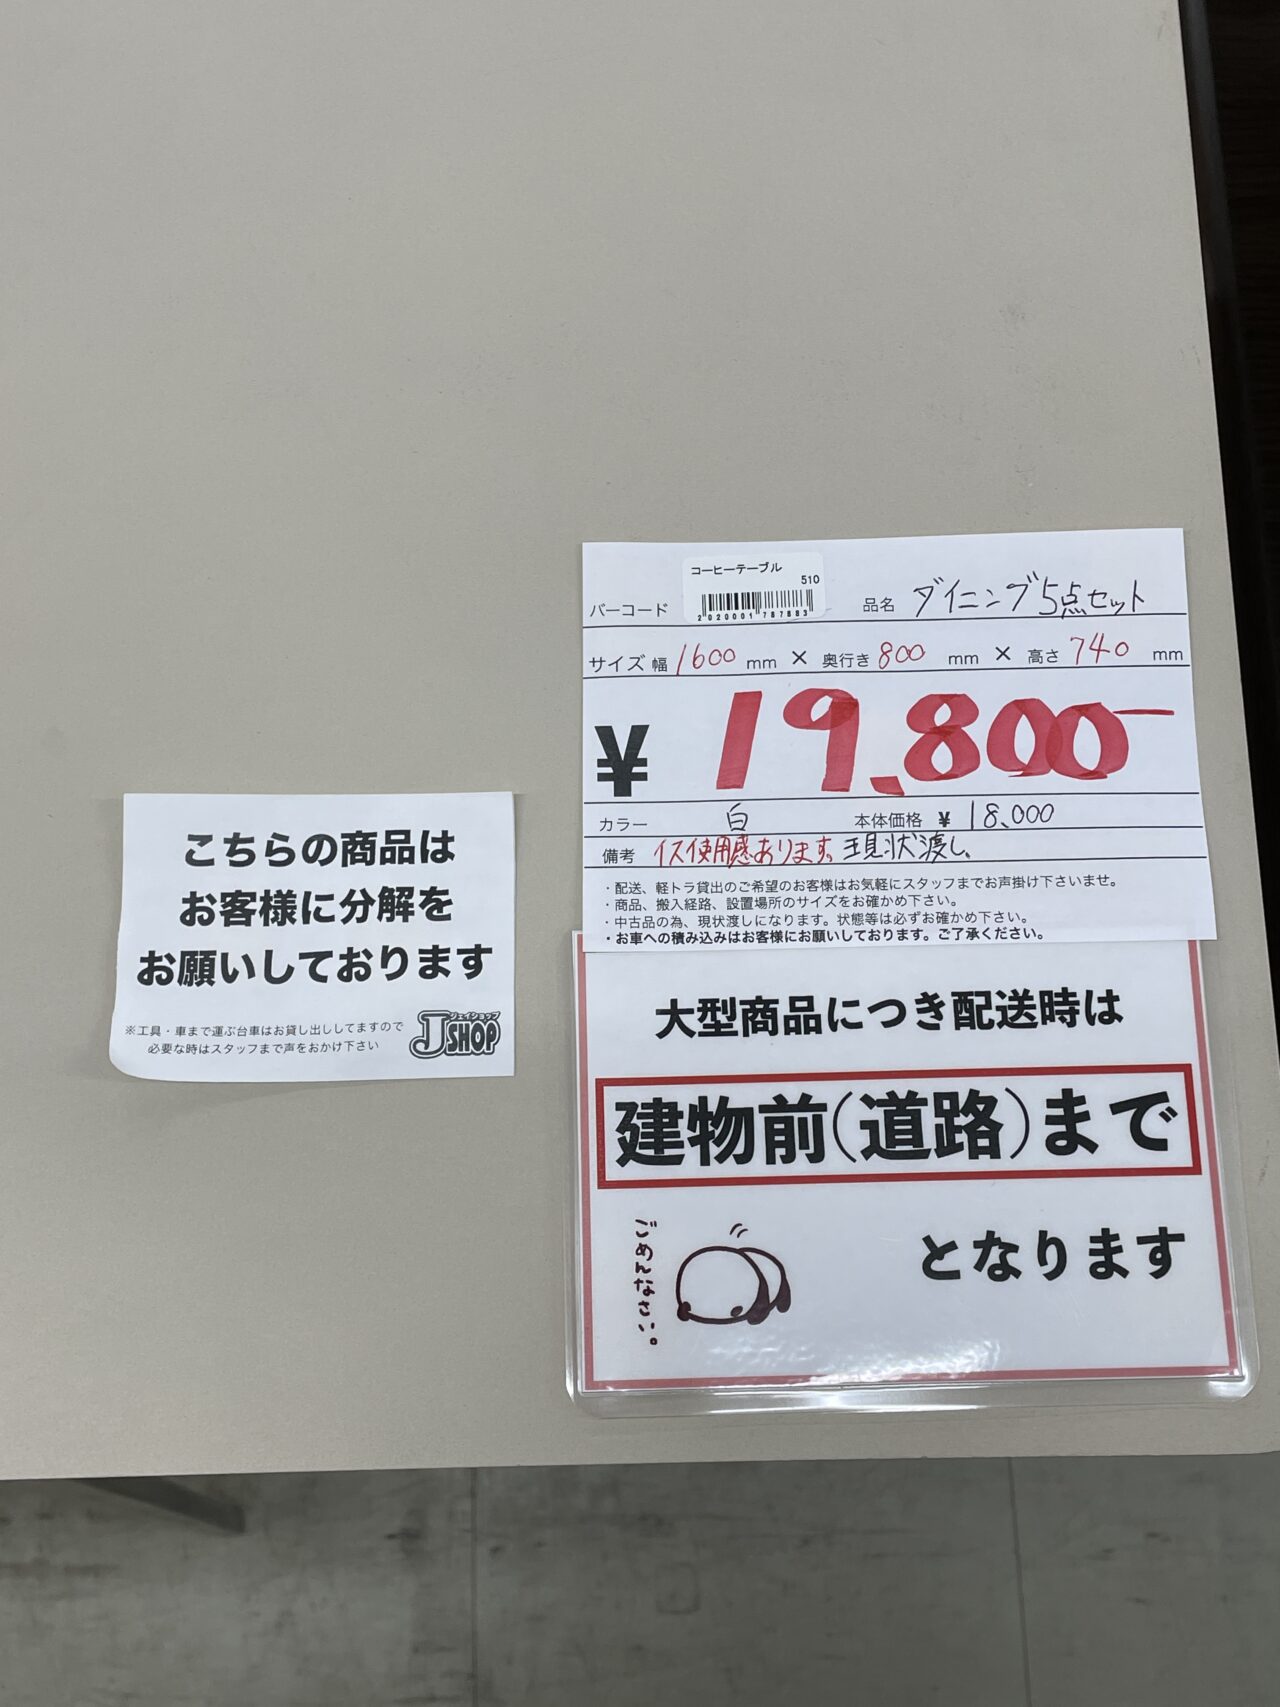 コーヒーテーブル
510
バーコード
2020001787883
品名 ダイニング5点セット
サイズ 幅 1600 mm × 奥行き 800 mm × 高さ 740 mm
¥ 19,800-
カラー 白 本体価格 ¥ 18,000
備考 イス使用感あります。現状渡し。
・配送、軽トラ貸出のご希望のお客様はお気軽にスタッフまでお声掛け下さいませ。
・商品、搬入経路、設置場所のサイズをお確かめ下さい。
・中古品の為、現状渡しになります。状態等は必ずお確かめ下さい。
・お車への積み込みはお客様にお願いしております。ご了承ください。
こちらの商品は
お客様に分解を
お願いしております
※工具・車まで運ぶ台車はお貸し出ししてますので
必要な時はスタッフまで声をおかけ下さい
ジェイショップ
J SHOP
大型商品につき配送時は
建物前(道路)まで
となります
ごめんなさい。